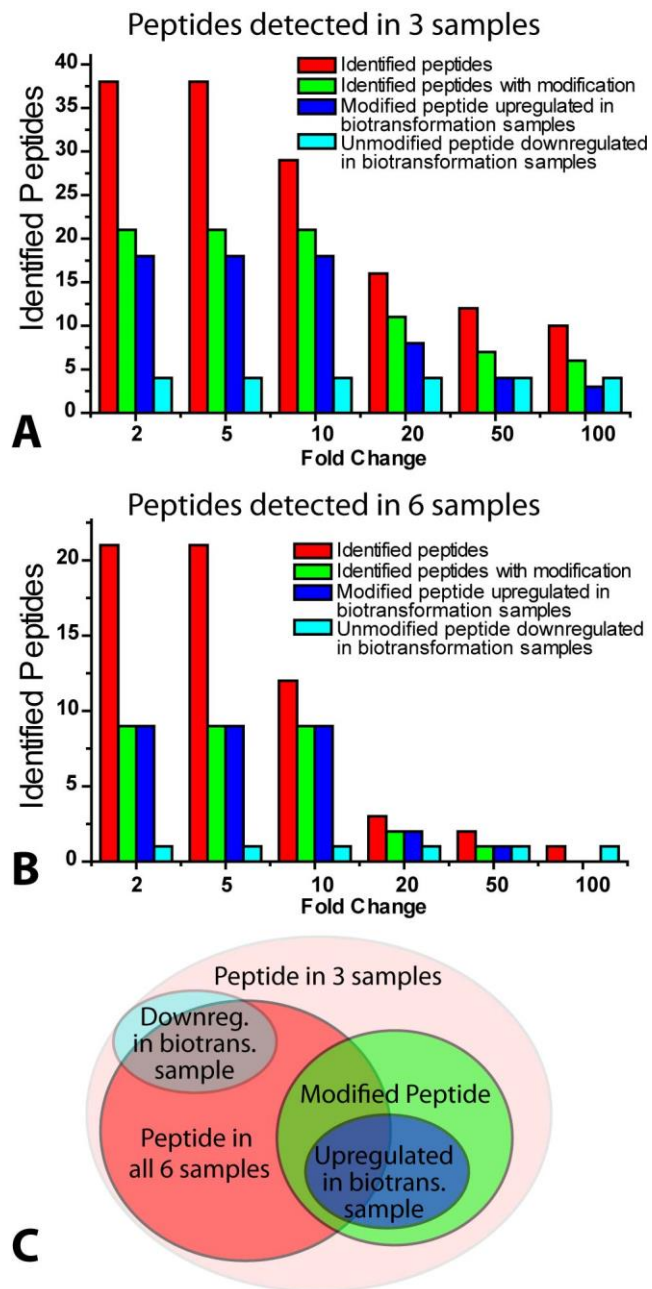 Peptides detected in 3 samples
Identified peptides
Identified peptides with modification
Modified peptide upregulated in
biotransformation samples
Unmodified peptide downregulated
in biotransformation samples
Identified Peptides
40
35
30
25
20
15
10
5
0
2 5 10 20 50 100
Fold Change
A
Peptides detected in 6 samples
Identified peptides
Identified peptides with modification
Modified peptide upregulated in
biotransformation samples
Unmodified peptide downregulated
in biotransformation samples
Identified Peptides
20
15
10
5
0
2 5 10 20 50 100
Fold Change
B
Peptide in 3 samples
Downreg.
in biotrans.
sample
Modified Peptide
Peptide in
all 6 samples
Upregulated
in biotrans.
sample
C